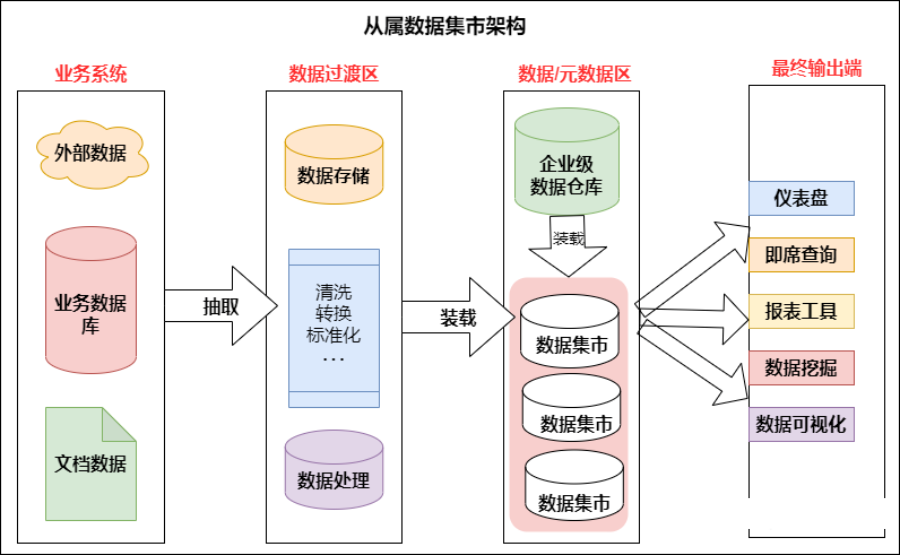 从属数据集市架构
业务系统
外部数据
业务数据
库
文档数据
抽取
数据过渡区
数据存储
清洗
转换
标准化
...
数据处理
装载
数据/元数据区
企业级
数据仓库
装载
数据集市
数据集市
数据集市
最终输出端
仪表盘
即席查询
报表工具
数据挖掘
数据可视化